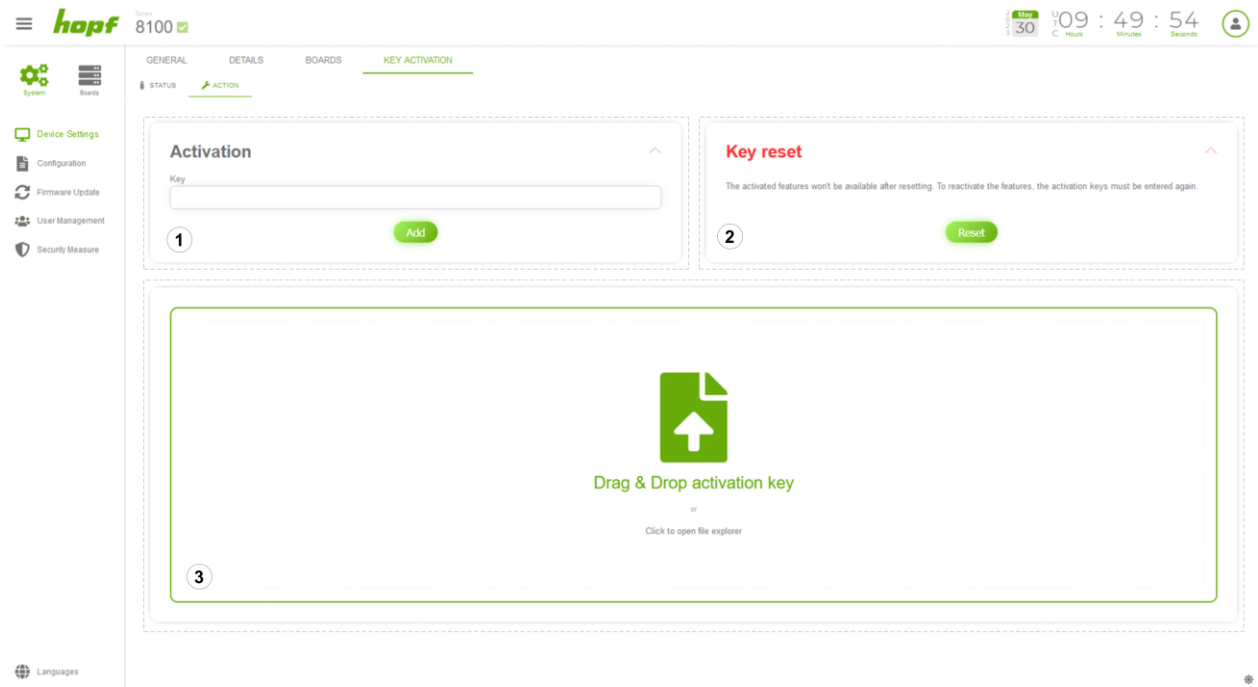 hopf
Series
8100
2023
May
30
UTC
09 : 49 : 54
Hours
Minutes
Seconds
System
Boards
GENERAL
DETAILS
BOARDS
KEY ACTIVATION
STATUS
ACTION
Device Settings
Configuration
Firmware Update
User Management
Security Measure
Languages
Activation
Key
Add
1
Key reset
The activated features won't be available after resetting. To reactivate the features, the activation keys must be entered again.
Reset
2
Drag & Drop activation key
or
Click to open file explorer
3